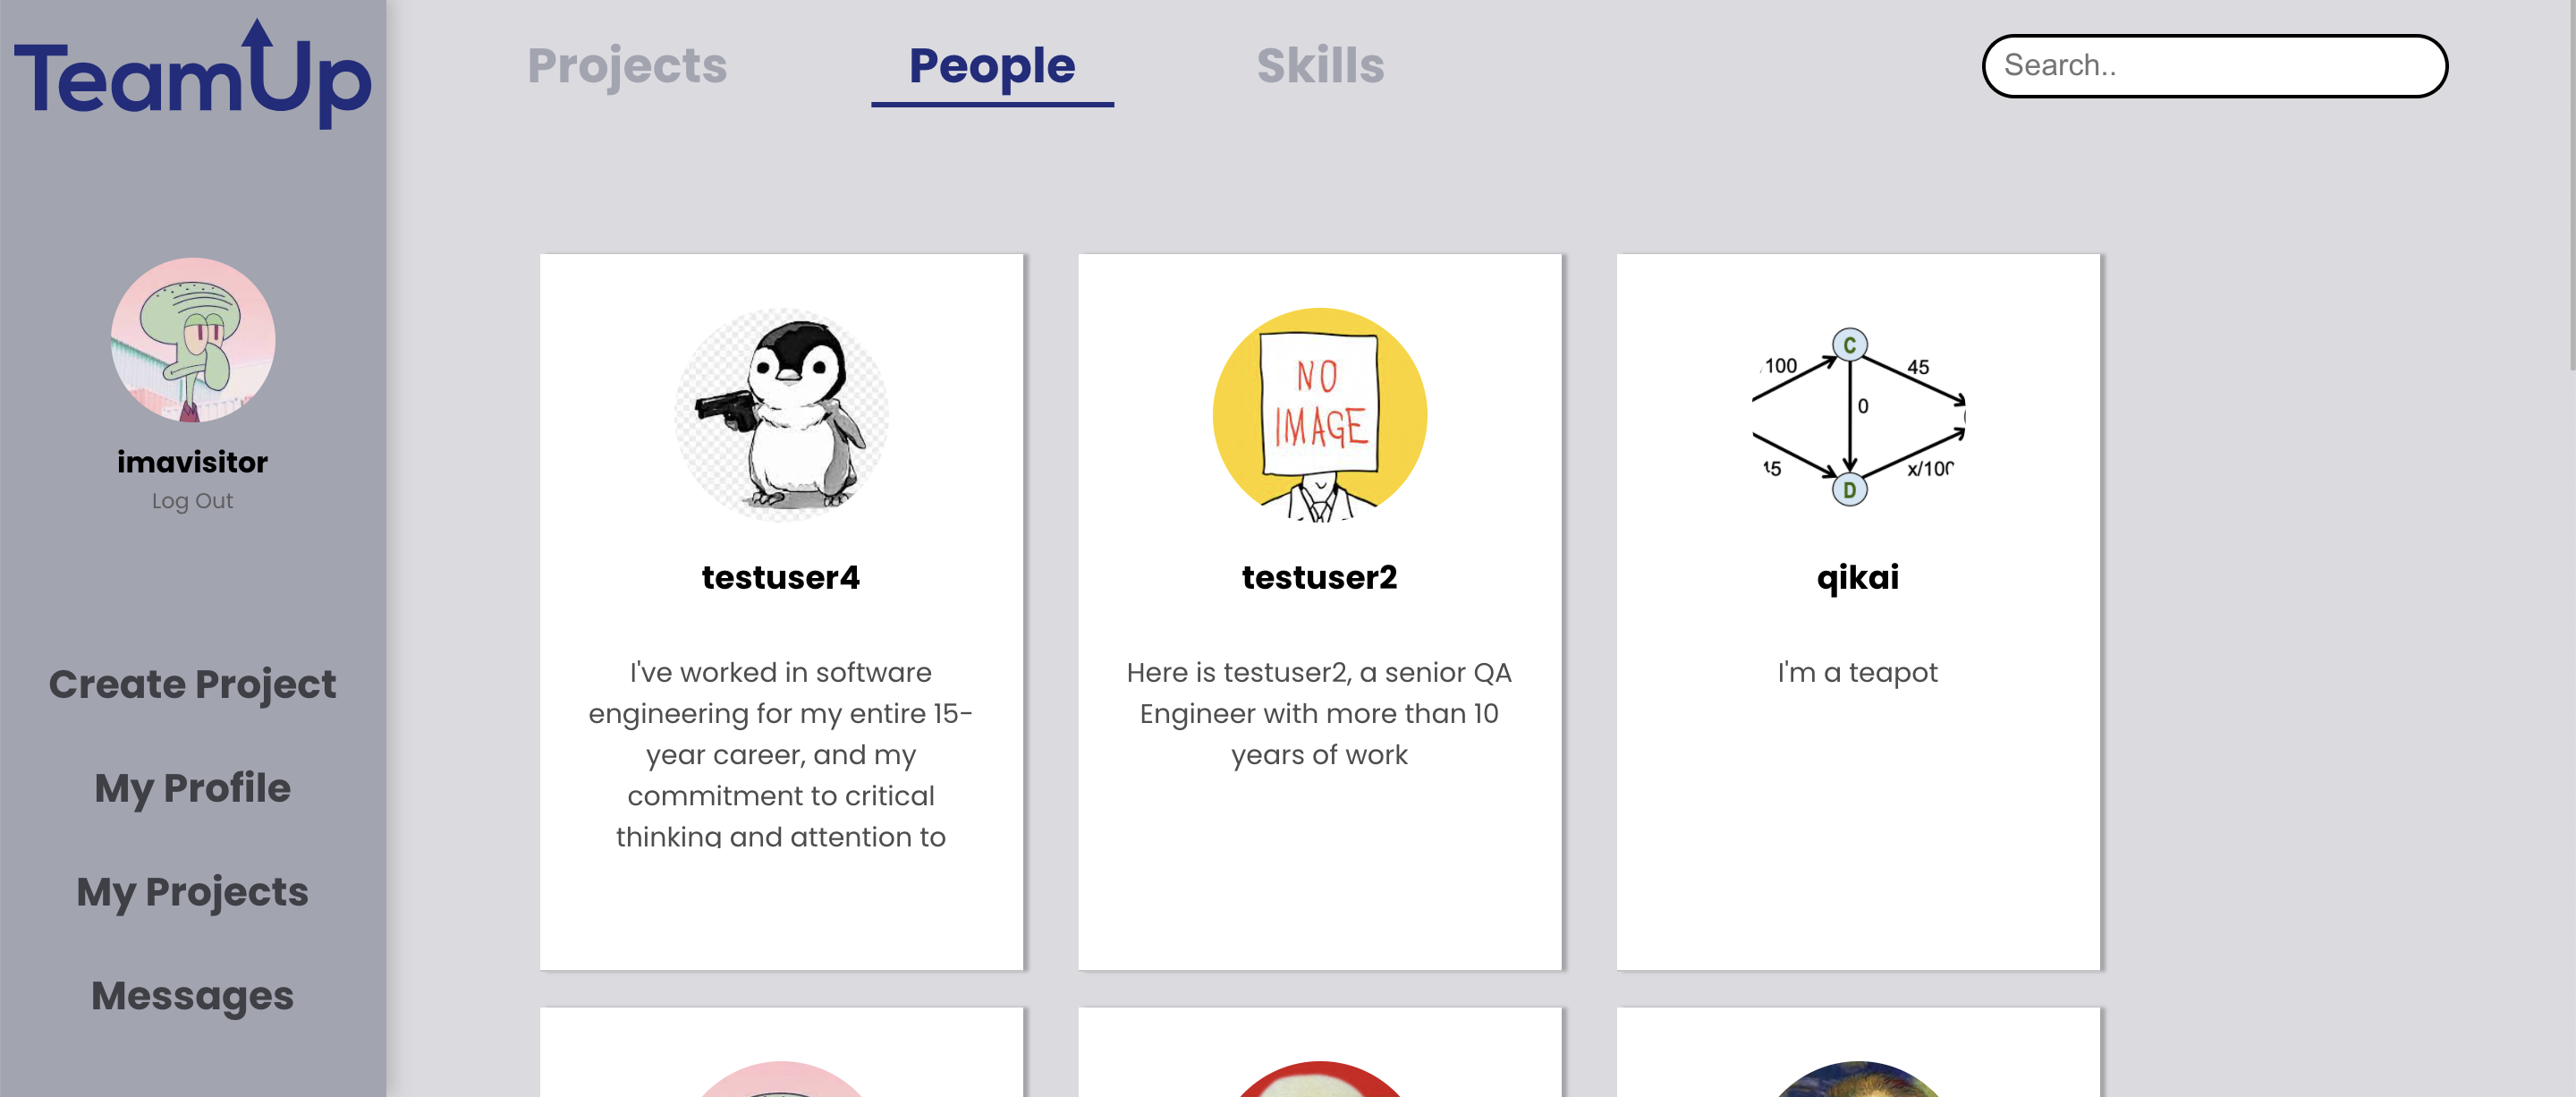 TeamUp
Projects
People
Skills
Search..
imavisitor
Log Out
Create Project
My Profile
My Projects
Messages
testuser4
I've worked in software
engineering for my entire 15-
year career, and my
commitment to critical
thinking and attention to
NO
IMAGE
testuser2
Here is testuser2, a senior QA
Engineer with more than 10
years of work
C
100
45
0
D
x/100
qikai
I'm a teapot